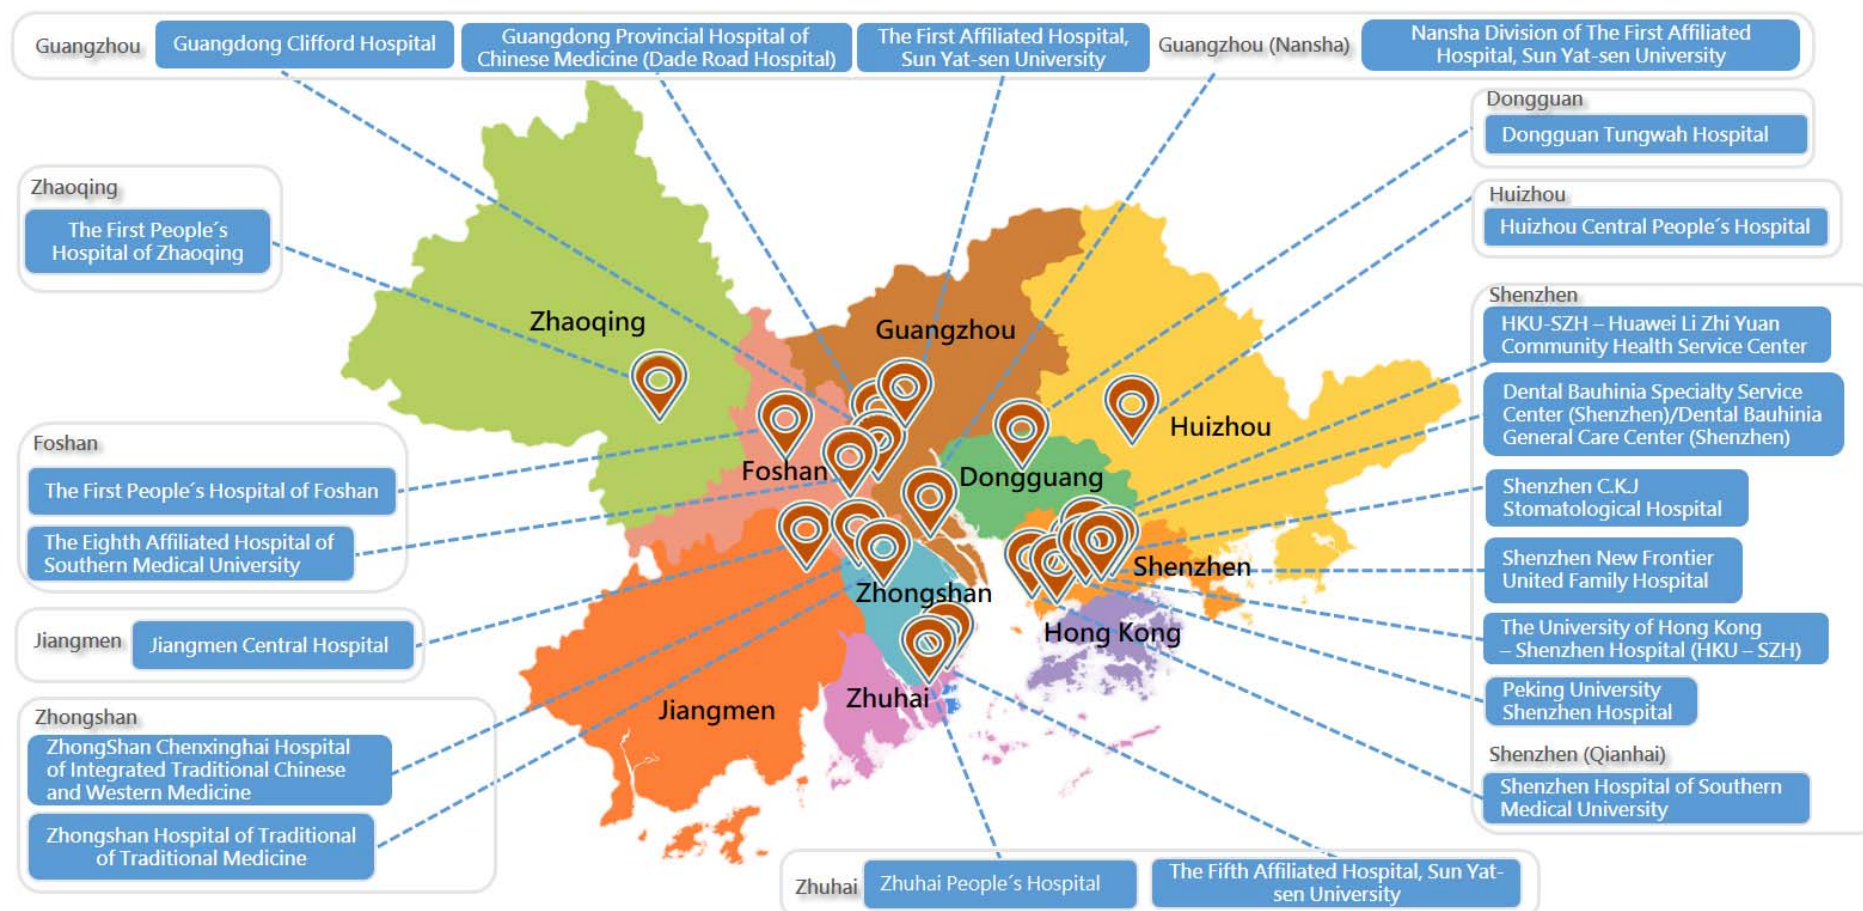 Guangzhou
Guangdong Clifford Hospital
Guangdong Provincial Hospital of
Chinese Medicine (Dade Road Hospital)
The First Affiliated Hospital,
Sun Yat-sen University
Guangzhou (Nansha)
Nansha Division of The First Affiliated
Hospital, Sun Yat-sen University
Dongguan
Dongguan Tungwah Hospital
Zhaoqing
The First People´s
Hospital of Zhaoqing
Huizhou
Huizhou Central People´s Hospital
Shenzhen
HKU-SZH – Huawei Li Zhi Yuan
Community Health Service Center
Dental Bauhinia Specialty Service
Center (Shenzhen)/Dental Bauhinia
General Care Center (Shenzhen)
Shenzhen C.K.J
Stomatological Hospital
Shenzhen New Frontier
United Family Hospital
The University of Hong Kong
– Shenzhen Hospital (HKU – SZH)
Peking University
Shenzhen Hospital
Shenzhen (Qianhai)
Shenzhen Hospital of Southern
Medical University
Zhaoqing
Guangzhou
Huizhou
Foshan
Dongguang
Shenzhen
Zhongshan
Hong Kong
Zhuhai
Jiangmen
Foshan
The First People´s Hospital of Foshan
The Eighth Affiliated Hospital of
Southern Medical University
Jiangmen
Jiangmen Central Hospital
Zhongshan
ZhongShan Chenxinghai Hospital
of Integrated Traditional Chinese
and Western Medicine
Zhongshan Hospital of Traditional
of Traditional Medicine
Zhuhai
Zhuhai People´s Hospital
The Fifth Affiliated Hospital, Sun Yat-
sen University